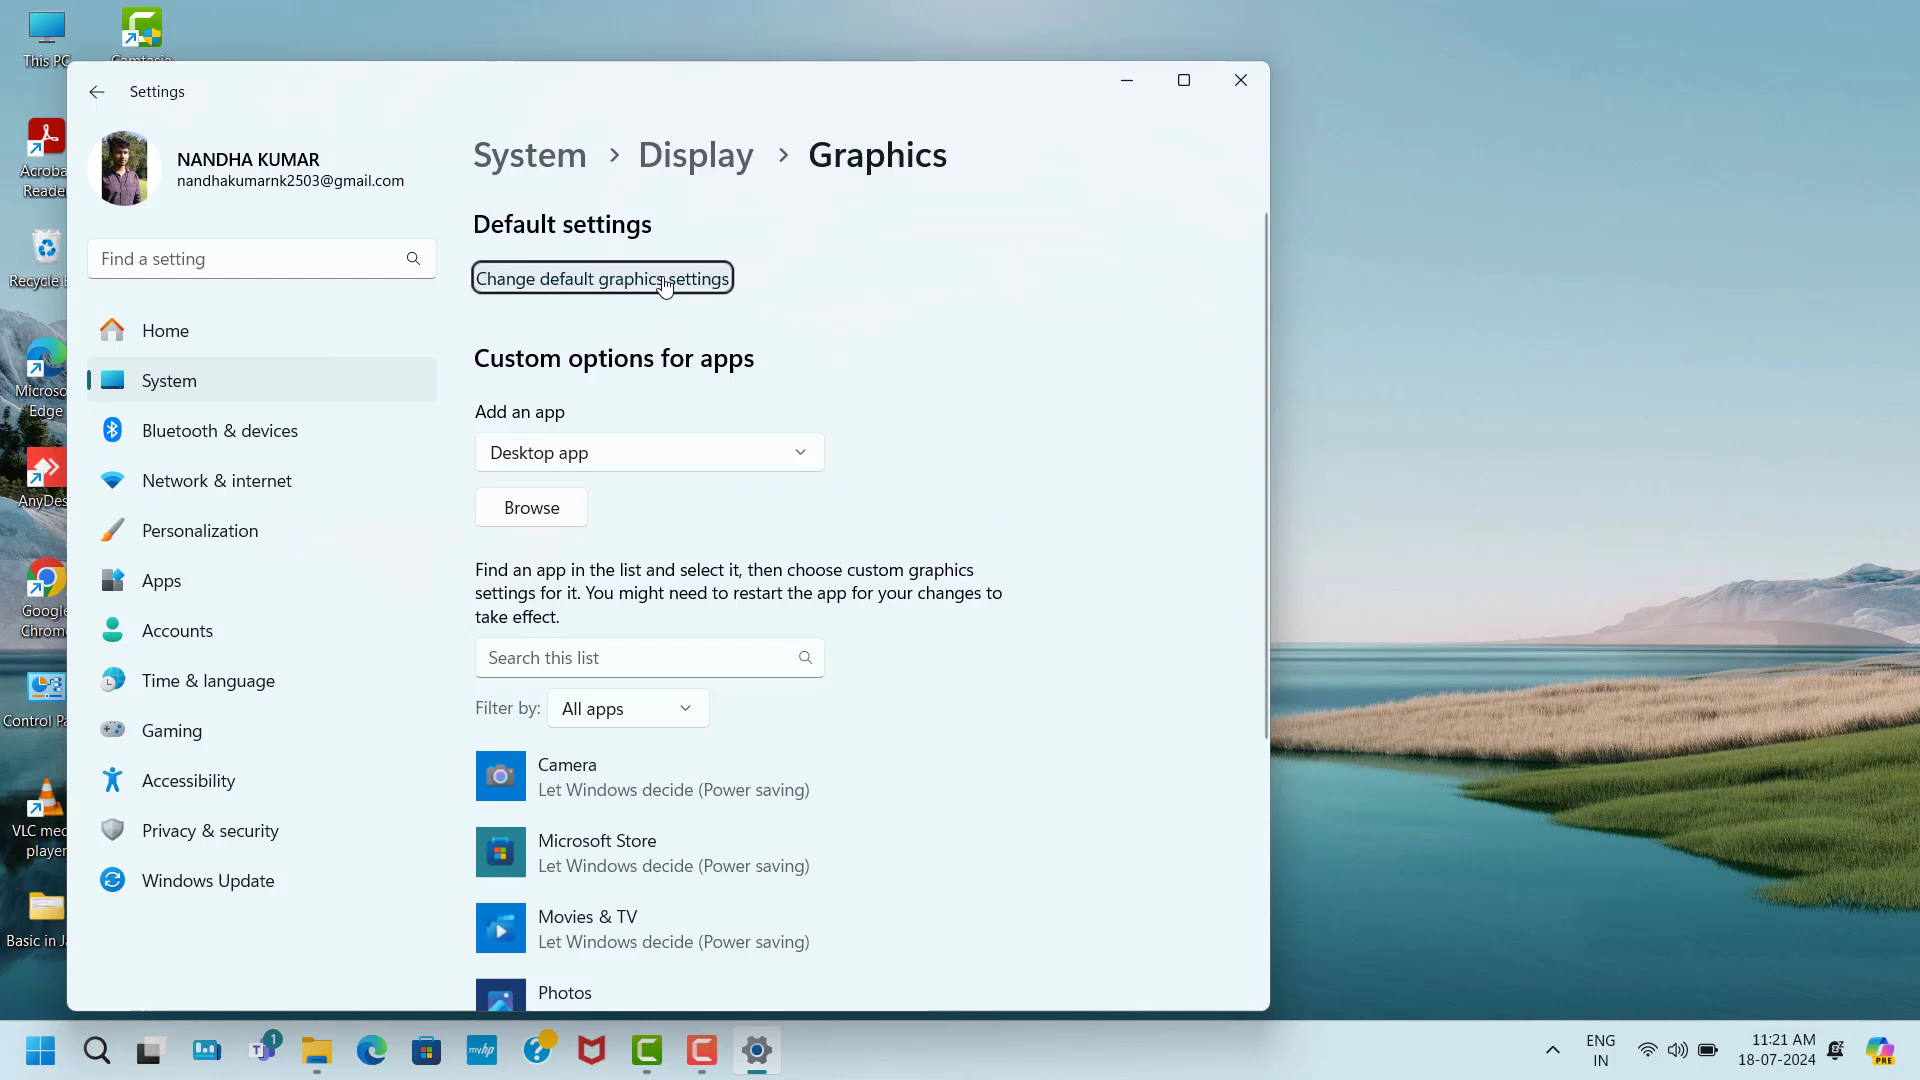 This PC
Acroba
Reade
Recycle
Microso
Edge
AnyDes
Google
Chrom
Control Pa
VLC med
player
Basic in Ja
Settings
NANDHA KUMAR
nandhakumarnk2503@gmail.com
Find a setting
Home
System
Bluetooth & devices
Network & internet
Personalization
Apps
Accounts
Time & language
Gaming
Accessibility
Privacy & security
Windows Update
System > Display > Graphics
Default settings
Change default graphics settings
Custom options for apps
Add an app
Desktop app
Browse
Find an app in the list and select it, then choose custom graphics
settings for it. You might need to restart the app for your changes to
take effect.
Search this list
Filter by: All apps
Camera
Let Windows decide (Power saving)
Microsoft Store
Let Windows decide (Power saving)
Movies & TV
Let Windows decide (Power saving)
Photos
1
myhp
ENG
IN
11:21 AM
18-07-2024
PRE